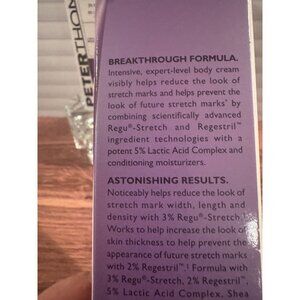 PETERTHO
BREAKTHROUGH FORMULA.
Intensive, expert-level body cream
visibly helps reduce the look of
stretch marks and helps prevent the
look of future stretch marks* by
combining scientifically advanced
Regu®-Stretch and Regestril™
ingredient technologies with a
potent 5% Lactic Acid Complex and
conditioning moisturizers.
ASTONISHING RESULTS.
Noticeably helps reduce the look of
stretch mark width, length and
density with 3% Regu®-Stretch.¹
Works to help increase the look of
skin thickness to help prevent the
appearance of future stretch marks
with 2% Regestril™.¹ Formula with
3% Regu®-Stretch, 2% Regestril™,
5% Lactic Acid Complex, Shea